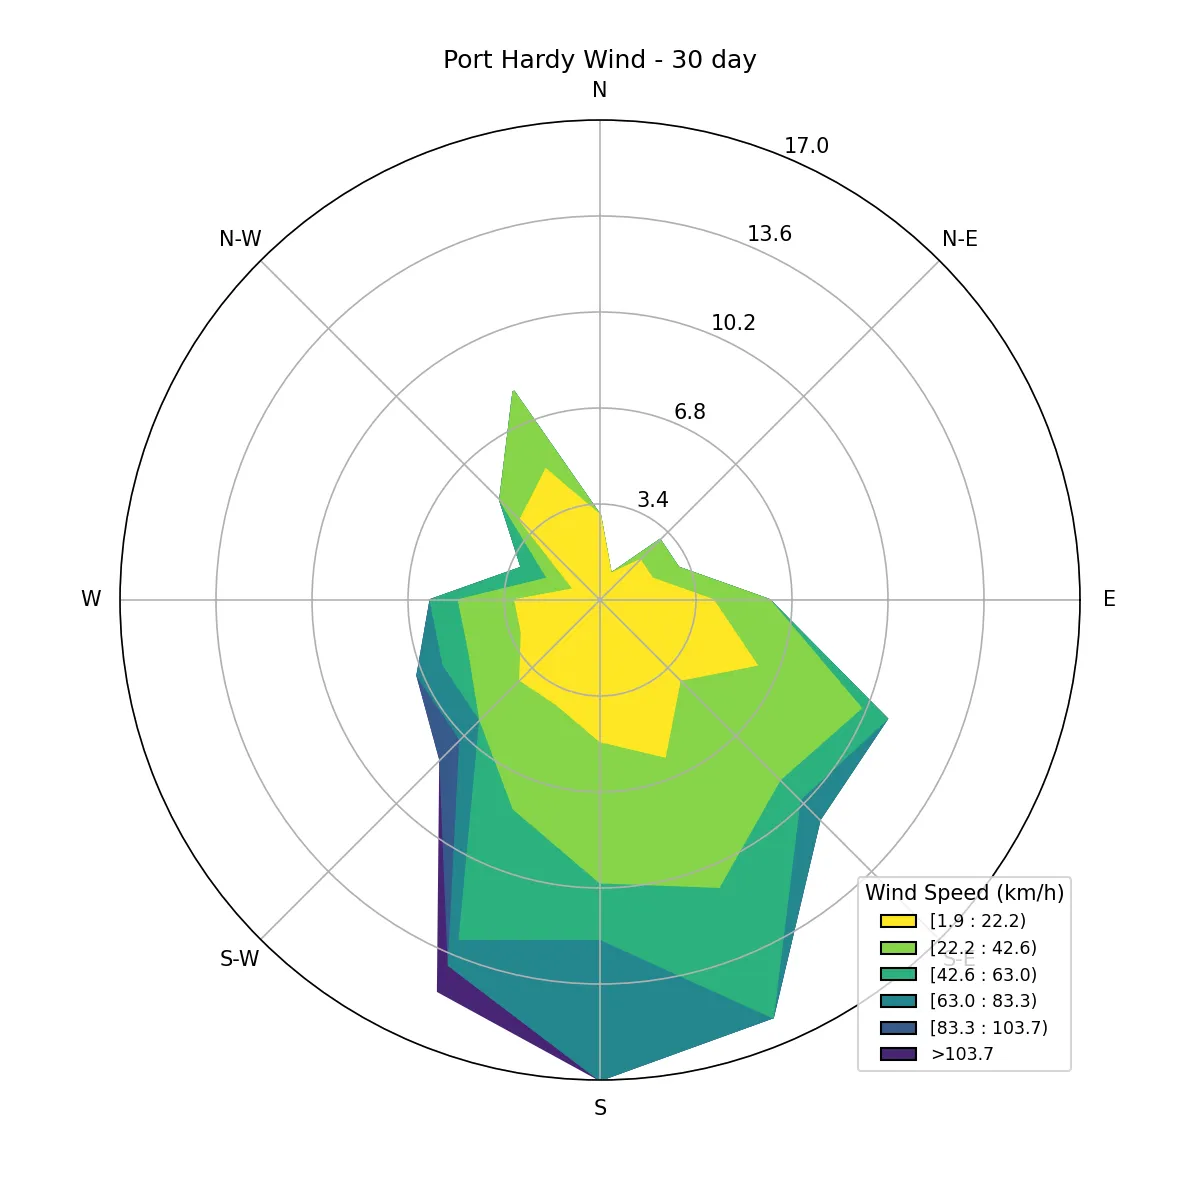 Port Hardy Wind - 30 day
N
17.0
13.6
N-W
N-E
10.2
6.8
3.4
W
E
Wind Speed (km/h)
[1.9 : 22.2)
[22.2 : 42.6)
S-W
S-E
[42.6 : 63.0)
[63.0 : 83.3)
[83.3 : 103.7)
>103.7
S